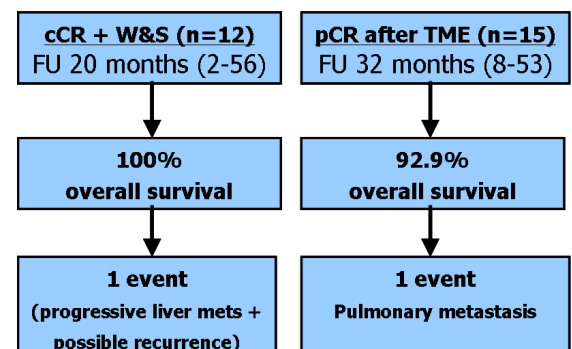 cCR + W&S (n=12)
FU 20 months (2-56)
100%
overall survival
1 event
(progressive liver mets +
possible recurrence)
pCR after TME (n=15)
FU 32 months (8-53)
92.9%
overall survival
1 event
Pulmonary metastasis